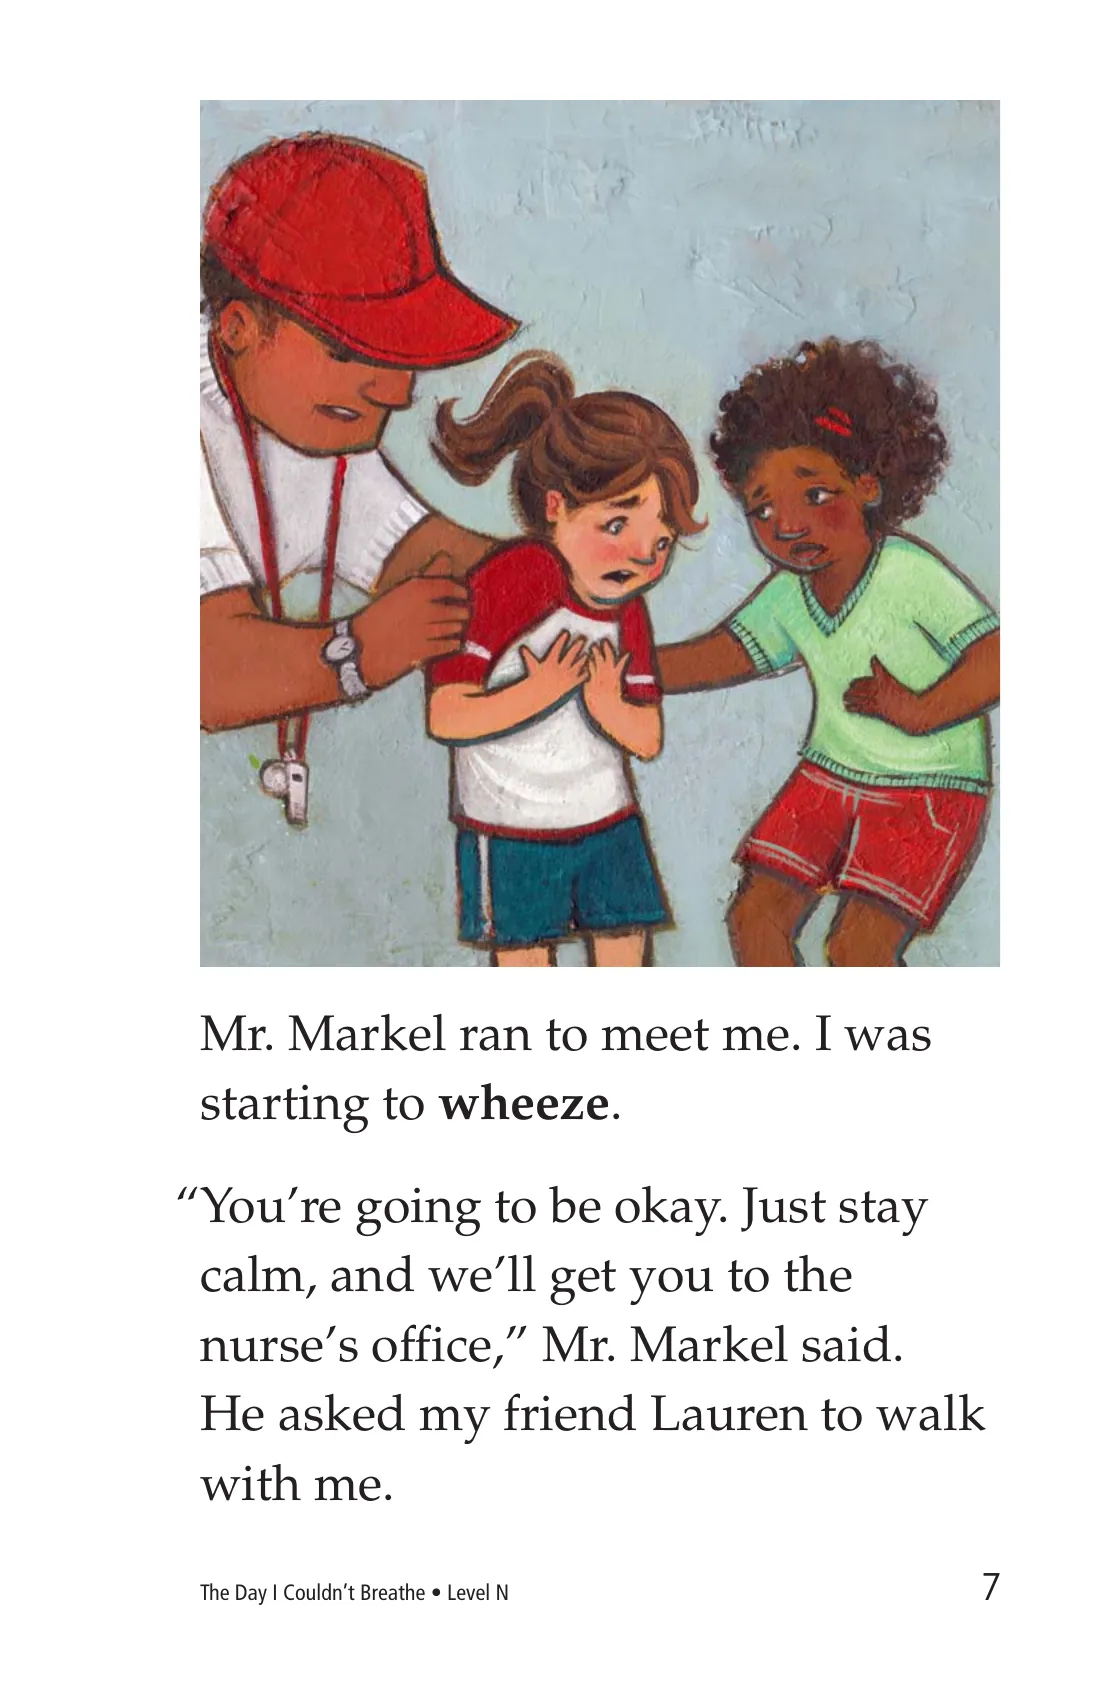 Mr. Markel ran to meet me. I was
starting to wheeze.
“You’re going to be okay. Just stay
calm, and we’ll get you to the
nurse’s office,” Mr. Markel said.
He asked my friend Lauren to walk
with me.
The Day I Couldn’t Breathe • Level N 7